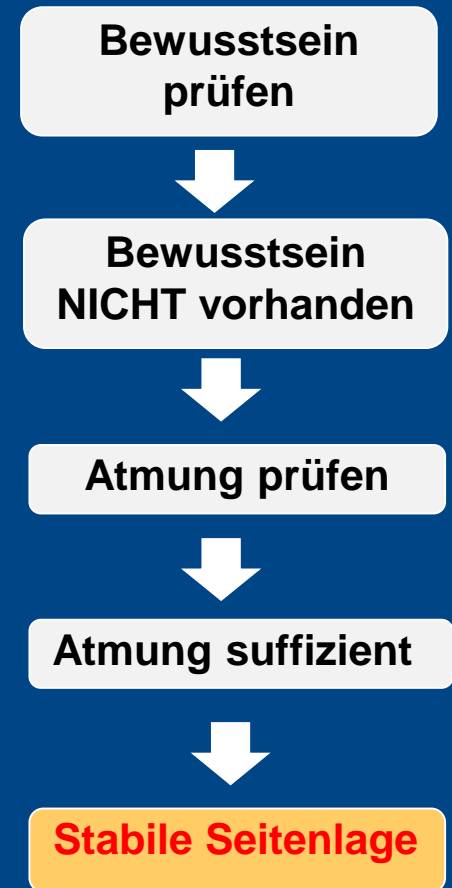 Bewusstsein
prüfen
Bewusstsein
NICHT vorhanden
Atmung prüfen
Atmung suffizient
Stabile Seitenlage